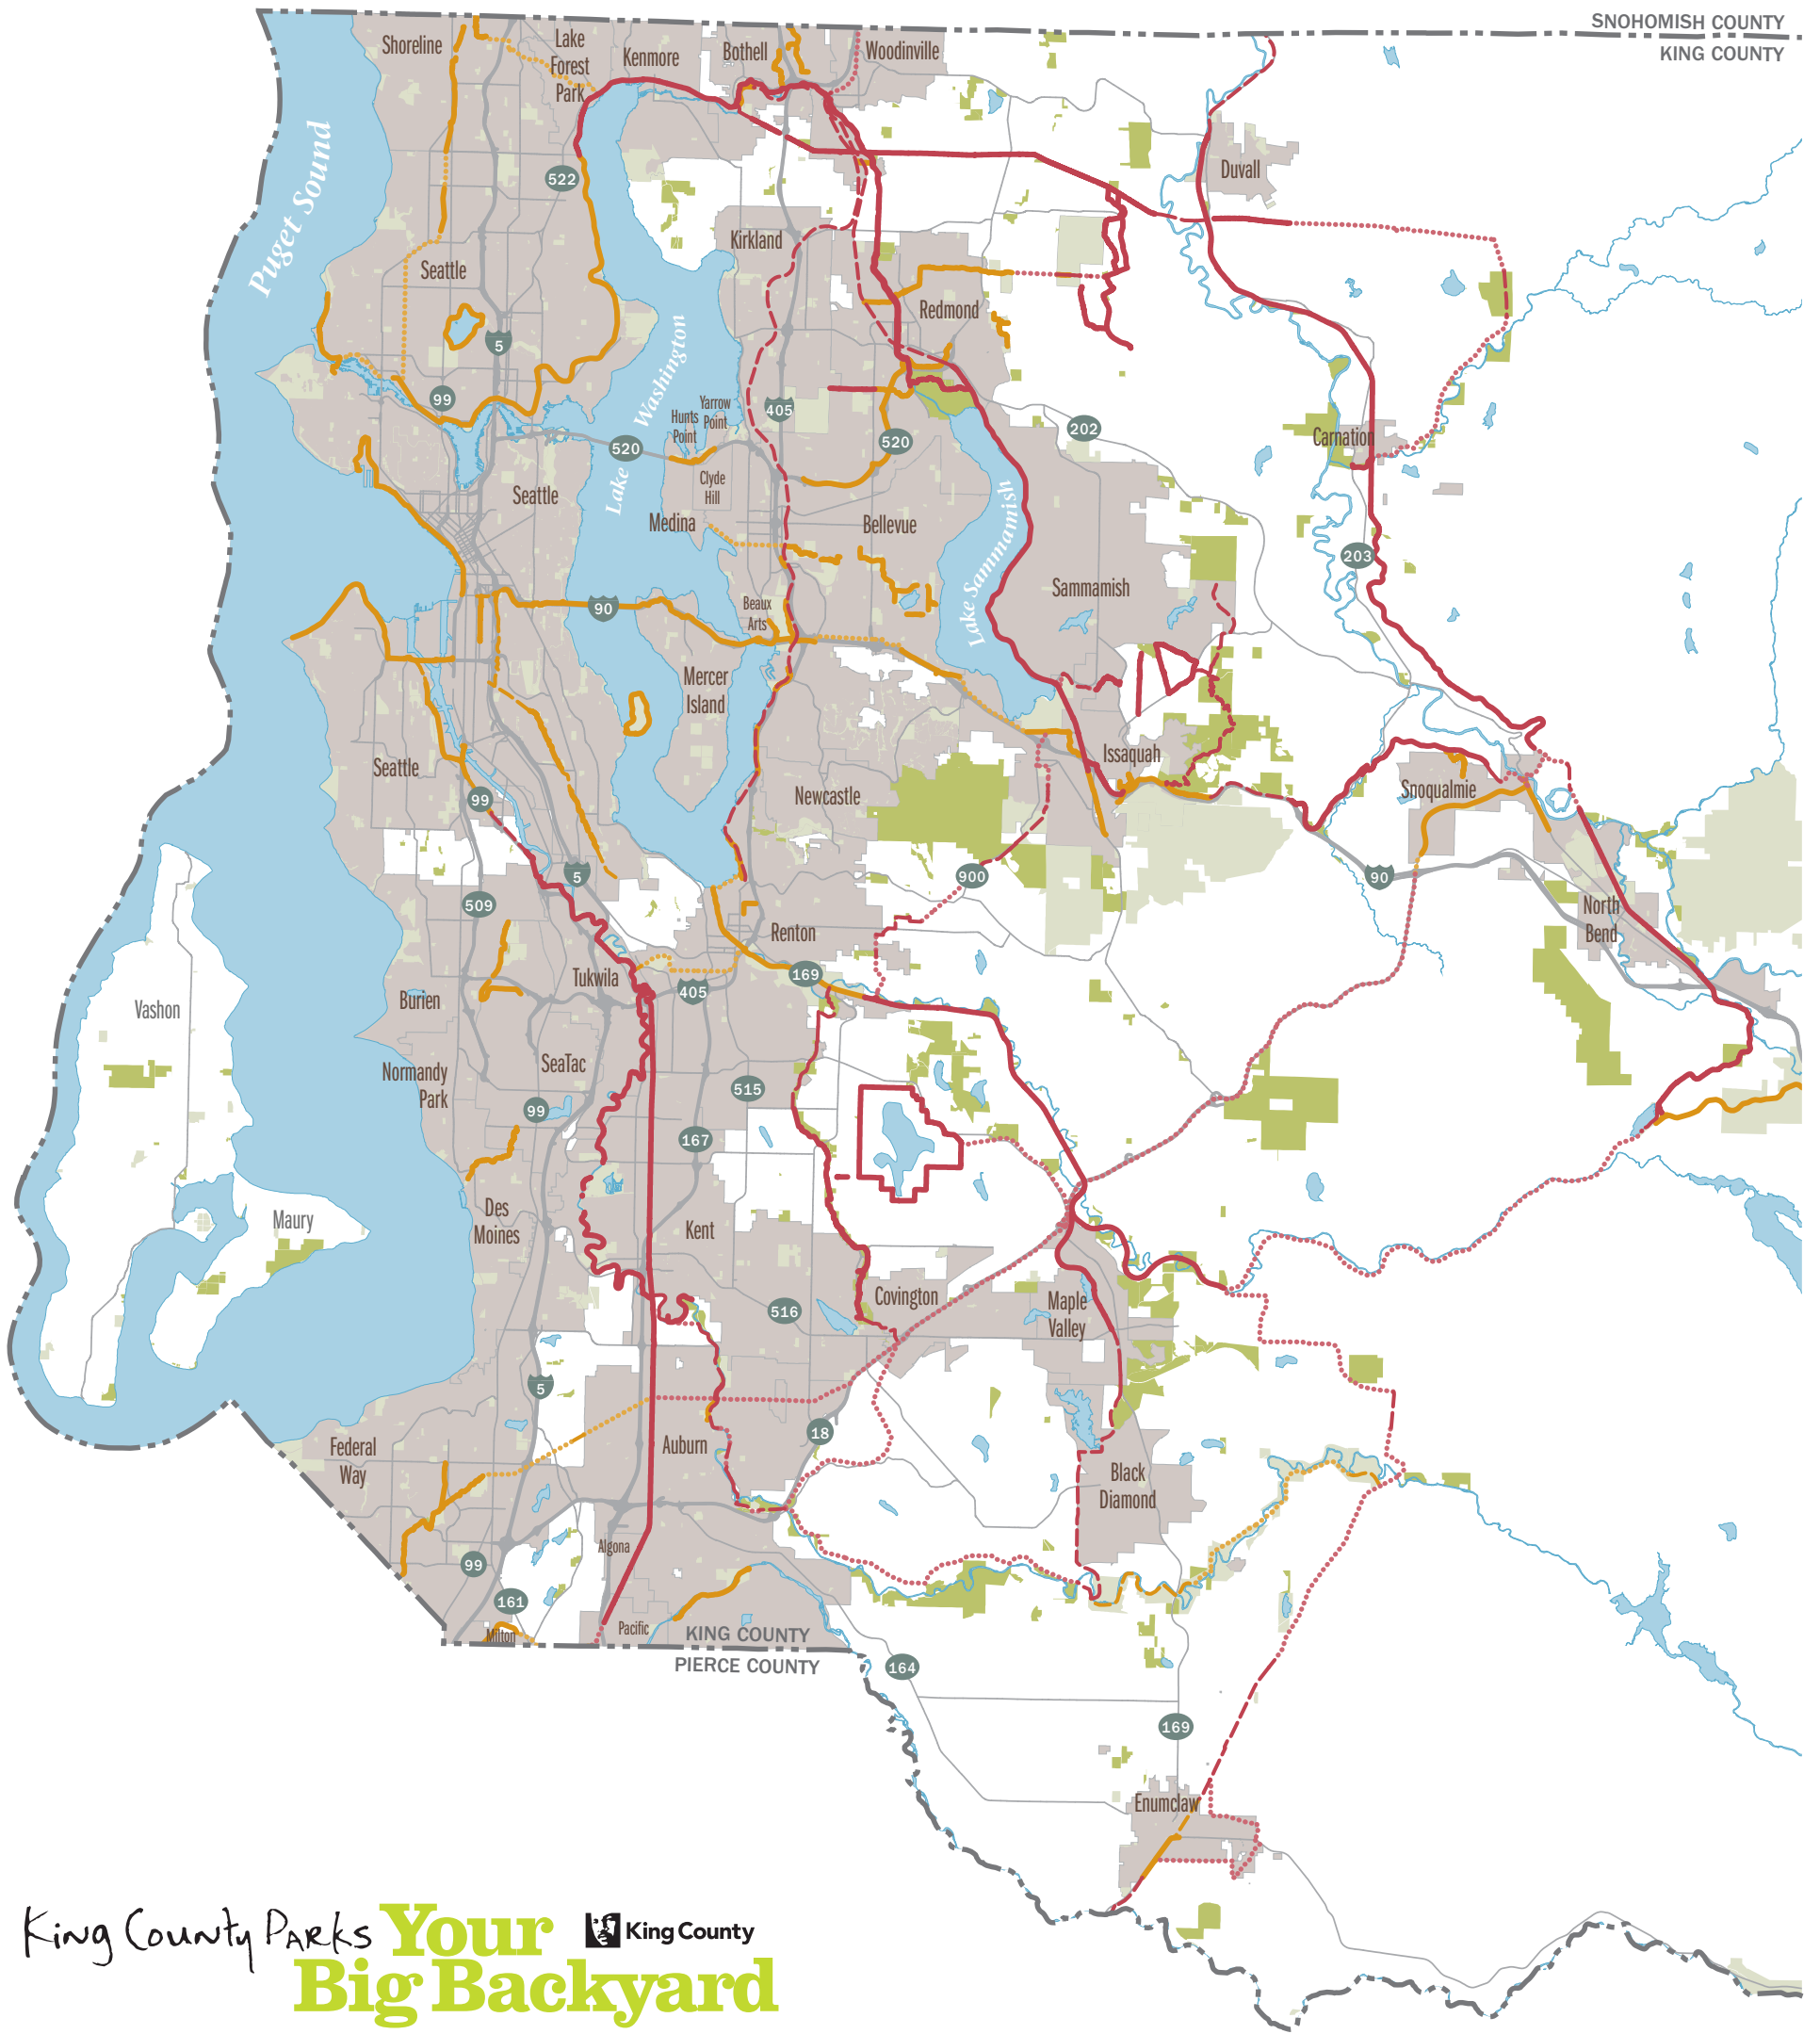 SNOHOMISH COUNTY
KING COUNTY
Shoreline
Lake
Forest
Park
Kenmore
Bothell
Woodinville
522
Duvall
Puget Sound
Seattle
Kirkland
Redmond
5
99
405
Lake Washington
Hunts
Point
Yarrow
Point
520
520
202
Carnation
Clyde
Hill
Seattle
Medina
Bellevue
203
Lake Sammamish
Sammamish
90
Beaux
Arts
Mercer
Island
Seattle
Issaquah
Newcastle
Snoqualmie
99
5
900
90
509
Renton
North
Bend
Tukwila
169
405
Vashon
Burien
SeaTac
Normandy
Park
99
515
167
Des
Moines
Maury
Kent
516
Covington
Maple
Valley
5
18
Federal
Way
Auburn
Black
Diamond
Algona
99
161
Milton
Pacific
KING COUNTY
PIERCE COUNTY
164
169
Enumclaw
King County Parks
Your
Big Backyard
King County